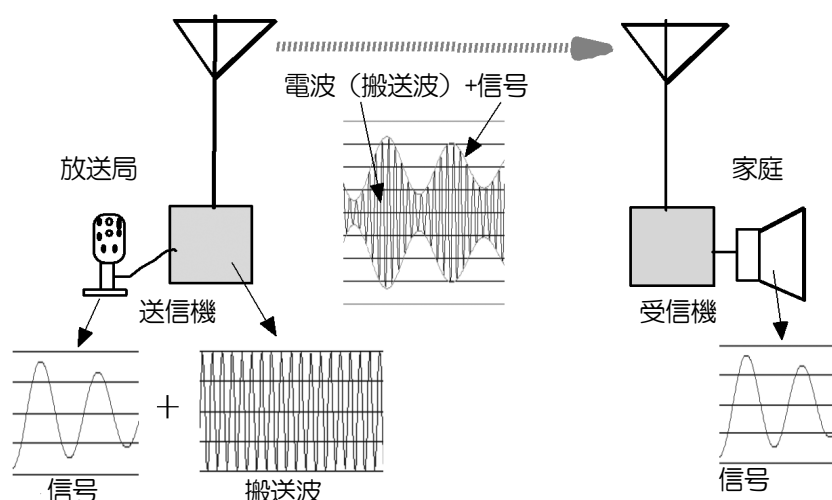 電波（搬送波）+信号
放送局
家庭
送信機
受信機
+
信号
搬送波
信号